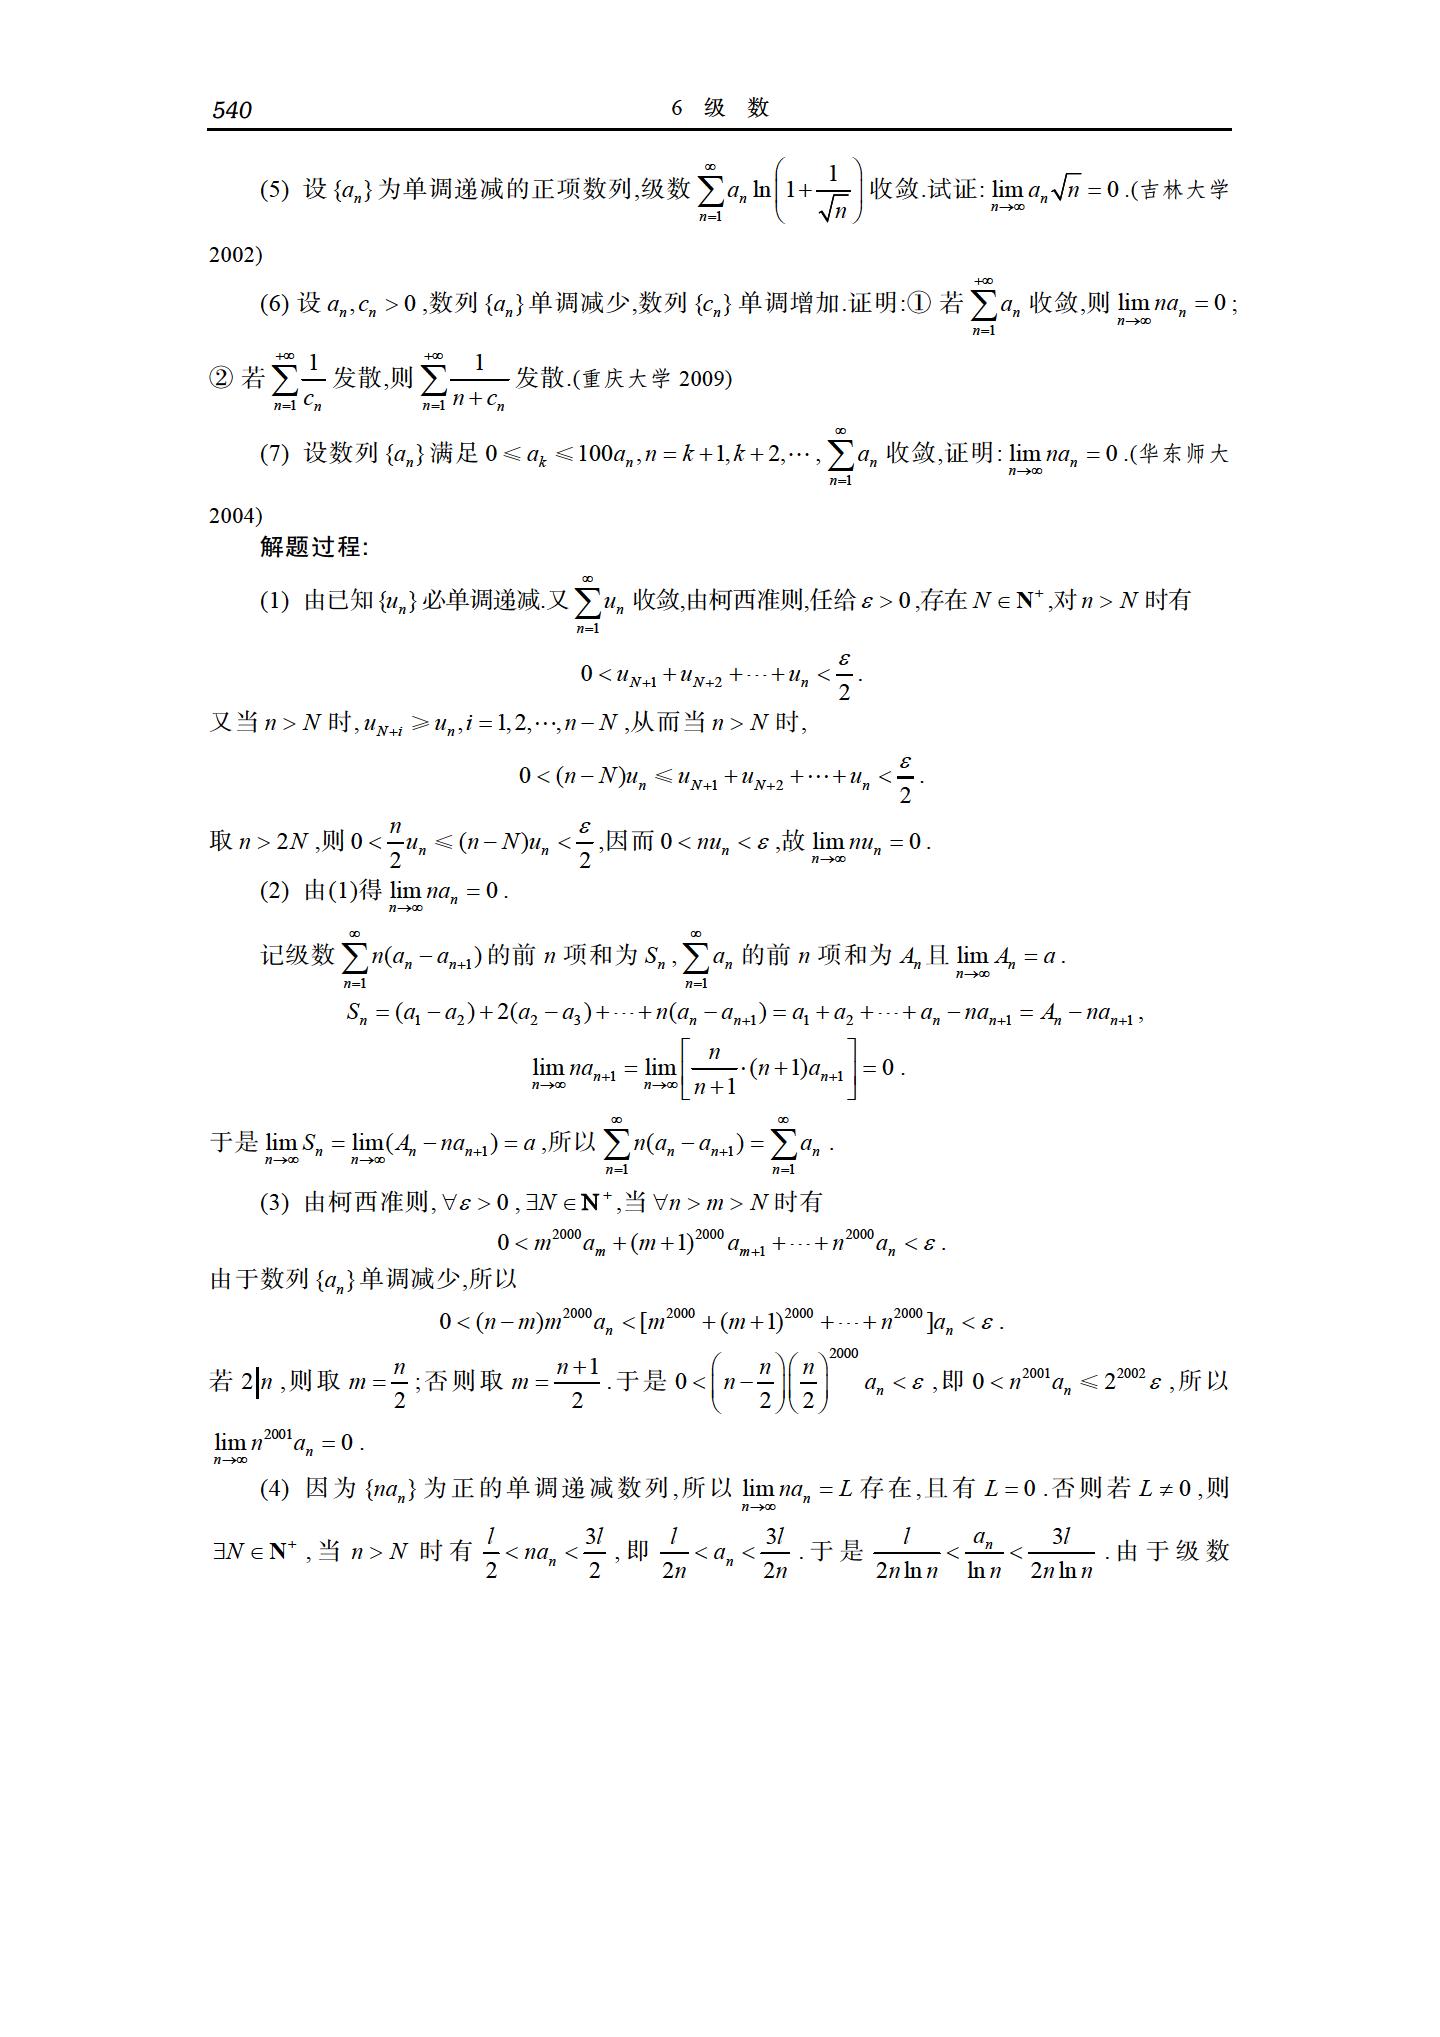 540 6 级 数
(5) 设 {aₙ} 为单调递减的正项数列,级数 $\sum_{n=1}^{\infty} a_n \ln\left(1+\frac{1}{\sqrt{n}}\right)$ 收敛.试证: $\lim_{n\to\infty} a_n\sqrt{n}=0$ .(吉林大学
2002)
(6) 设 $a_n,c_n>0$ ,数列 $\{a_n\}$ 单调减少,数列 $\{c_n\}$ 单调增加.证明:① 若 $\sum_{n=1}^{+\infty} a_n$ 收敛,则 $\lim_{n\to\infty} na_n=0$ ;
② 若 $\sum_{n=1}^{+\infty}\frac{1}{c_n}$ 发散,则 $\sum_{n=1}^{+\infty}\frac{1}{n+c_n}$ 发散.(重庆大学 2009)
(7) 设数列 $\{a_n\}$ 满足 $0\leqslant a_k\leqslant 100a_n,n=k+1,k+2,\cdots,\sum_{n=1}^{\infty} a_n$ 收敛,证明: $\lim_{n\to\infty} na_n=0$ .(华东师大
2004)
解题过程:
(1) 由已知 $\{u_n\}$ 必单调递减.又 $\sum_{n=1}^{\infty} u_n$ 收敛,由柯西准则,任给 $\varepsilon>0$ ,存在 $N\in\mathbf{N}^+$ ,对 $n>N$ 时有
$0<u_{N+1}+u_{N+2}+\cdots+u_n<\frac{\varepsilon}{2}$ .
又当 $n>N$ 时, $u_{N+i}\geqslant u_n,i=1,2,\cdots,n-N$ ,从而当 $n>N$ 时,
$0<(n-N)u_n\leqslant u_{N+1}+u_{N+2}+\cdots+u_n<\frac{\varepsilon}{2}$ .
取 $n>2N$ ,则 $0<\frac{n}{2}u_n\leqslant(n-N)u_n<\frac{\varepsilon}{2}$ ,因而 $0<nu_n<\varepsilon$ ,故 $\lim_{n\to\infty} nu_n=0$ .
(2) 由(1)得 $\lim_{n\to\infty} na_n=0$ .
记级数 $\sum_{n=1}^{\infty} n(a_n-a_{n+1})$ 的前 n 项和为 $S_n$ , $\sum_{n=1}^{\infty} a_n$ 的前 n 项和为 $A_n$ 且 $\lim_{n\to\infty} A_n=a$ .
$S_n=(a_1-a_2)+2(a_2-a_3)+\cdots+n(a_n-a_{n+1})=a_1+a_2+\cdots+a_n-na_{n+1}=A_n-na_{n+1}$ ,
$\lim_{n\to\infty} na_{n+1}=\lim_{n\to\infty}\left[\frac{n}{n+1}\cdot(n+1)a_{n+1}\right]=0$ .
于是 $\lim_{n\to\infty} S_n=\lim_{n\to\infty}(A_n-na_{n+1})=a$ ,所以 $\sum_{n=1}^{\infty} n(a_n-a_{n+1})=\sum_{n=1}^{\infty} a_n$ .
(3) 由柯西准则, $\forall\varepsilon>0$ , $\exists N\in\mathbf{N}^+$ ,当 $\forall n>m>N$ 时有
$0<m^{2000}a_m+(m+1)^{2000}a_{m+1}+\cdots+n^{2000}a_n<\varepsilon$ .
由于数列 $\{a_n\}$ 单调减少,所以
$0<(n-m)m^{2000}a_n<[m^{2000}+(m+1)^{2000}+\cdots+n^{2000}]a_n<\varepsilon$ .
若 $2|n$ ,则取 $m=\frac{n}{2}$ ;否则取 $m=\frac{n+1}{2}$ .于是 $0<\left(n-\frac{n}{2}\right)\left(\frac{n}{2}\right)^{2000}a_n<\varepsilon$ ,即 $0<n^{2001}a_n\leqslant 2^{2002}\varepsilon$ ,所以
$\lim_{n\to\infty} n^{2001}a_n=0$ .
(4) 因为 $\{na_n\}$ 为正的单调递减数列,所以 $\lim_{n\to\infty} na_n=L$ 存在,且有 $L=0$ .否则若 $L\neq 0$ ,则
$\exists N\in\mathbf{N}^+$ ,当 $n>N$ 时有 $\frac{l}{2}<na_n<\frac{3l}{2}$ ,即 $\frac{l}{2n}<a_n<\frac{3l}{2n}$ .于是 $\frac{l}{2n\ln n}<\frac{a_n}{\ln n}<\frac{3l}{2n\ln n}$ .由于级数